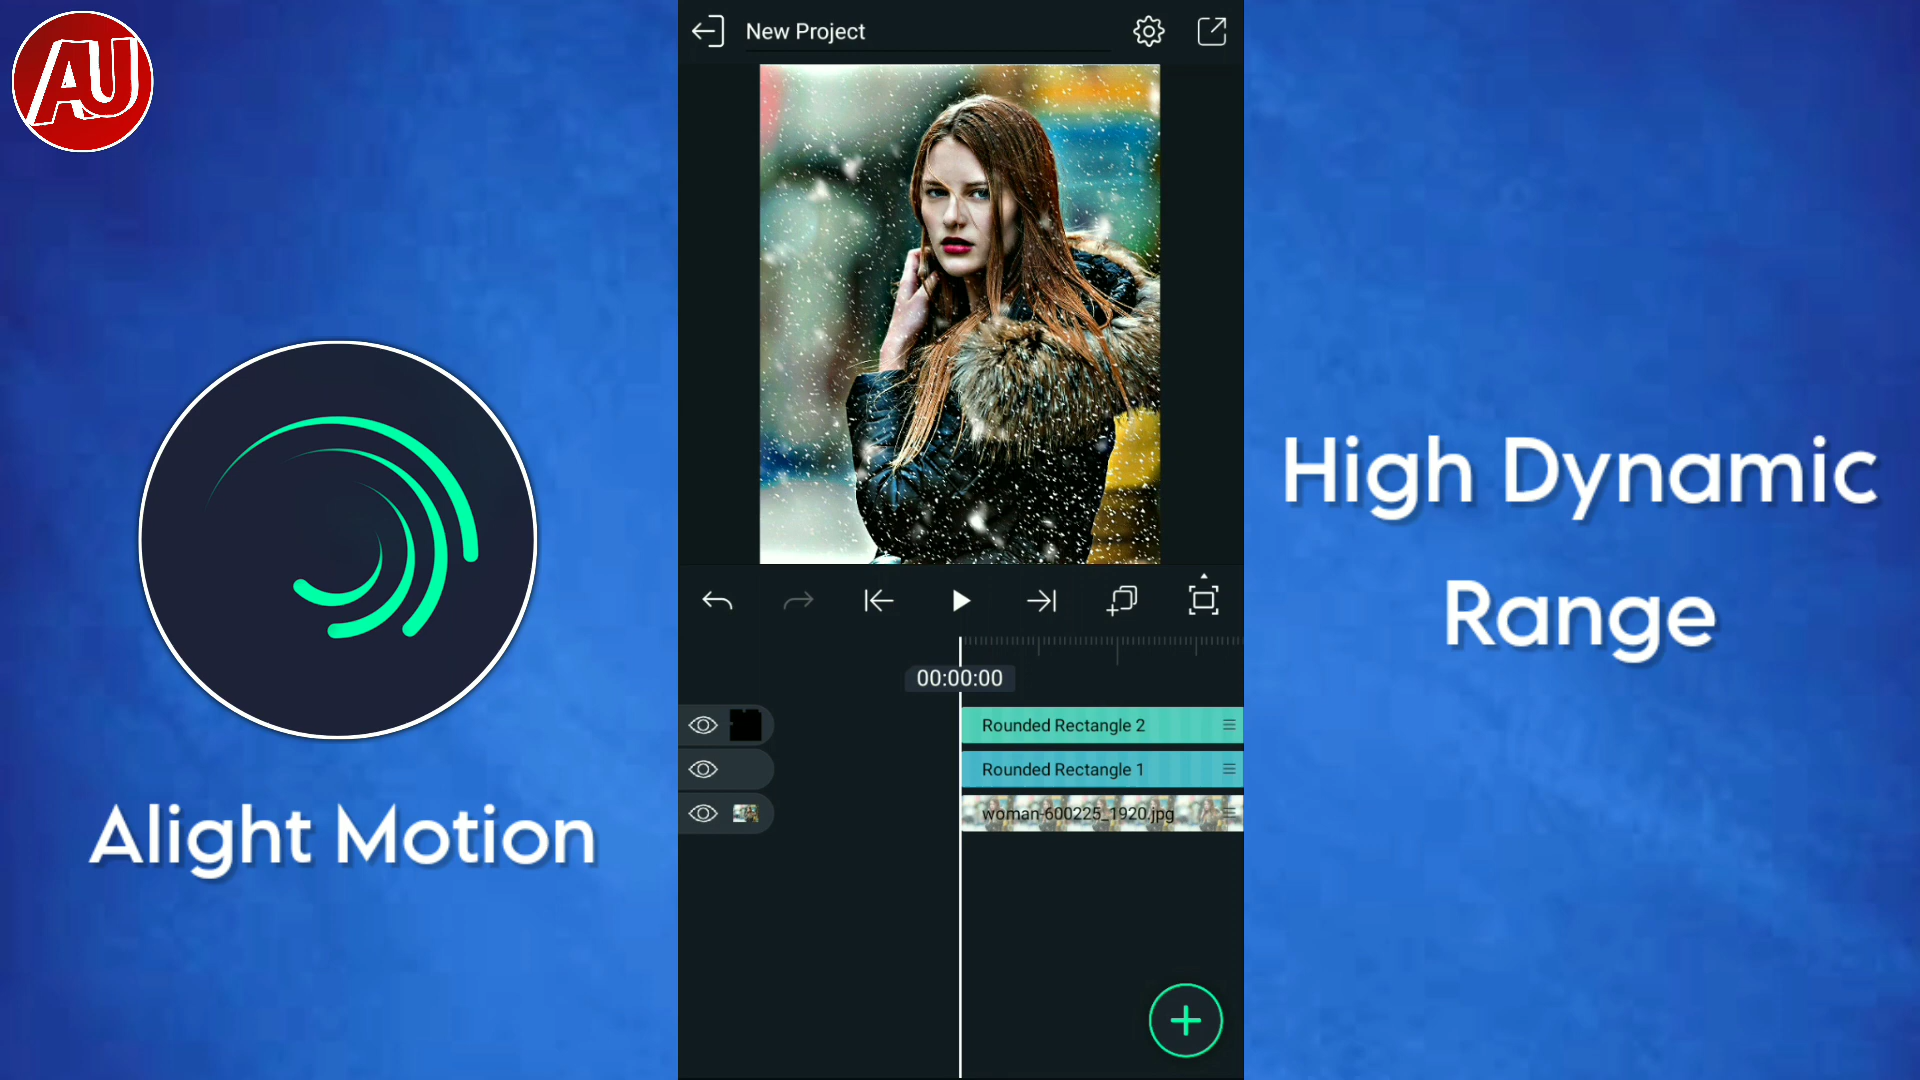 AU
New Project
Alight Motion
High Dynamic
Range
00:00:00
Rounded Rectangle 2
Rounded Rectangle 1
woman-600225_1920.jpg